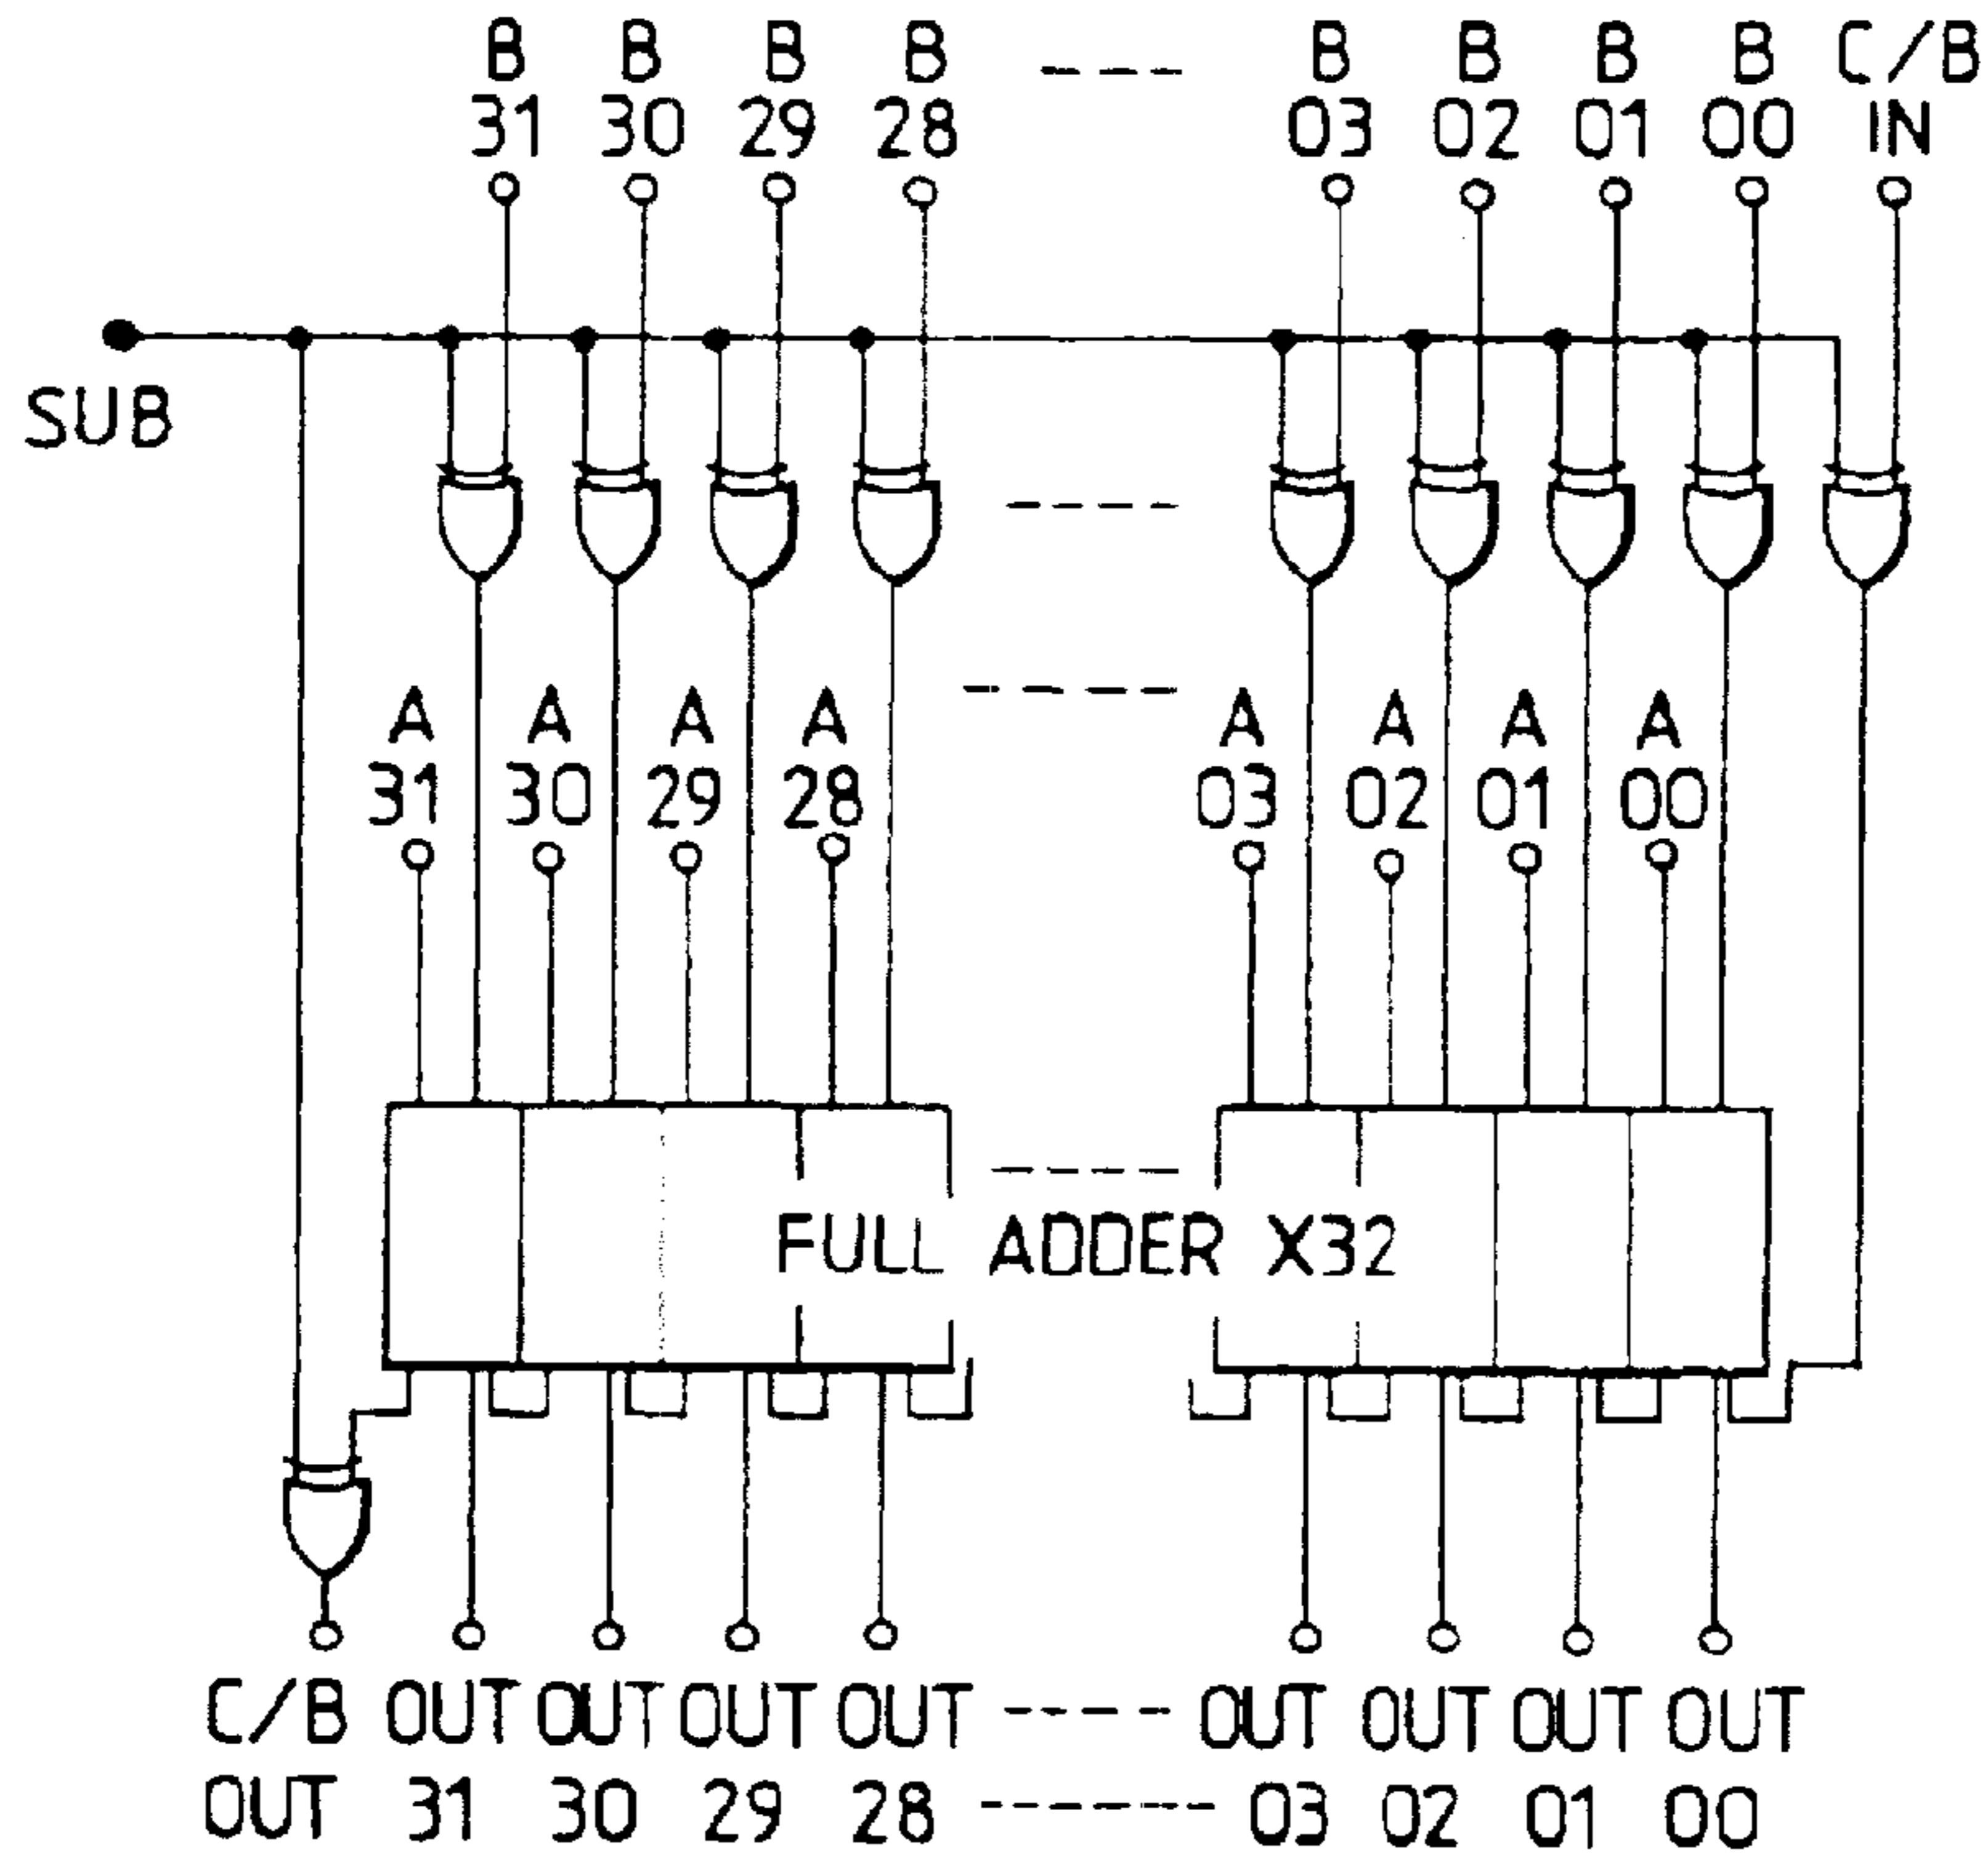 B B B B ---- B B B B C/B
31 30 29 28 03 02 01 00 IN
SUB
A A A A ---- A A A A
31 30 29 28 03 02 01 00
FULL ADDER X32
C/B OUT OUT OUT OUT ---- OUT OUT OUT OUT
OUT 31 30 29 28 ------ 03 02 01 00